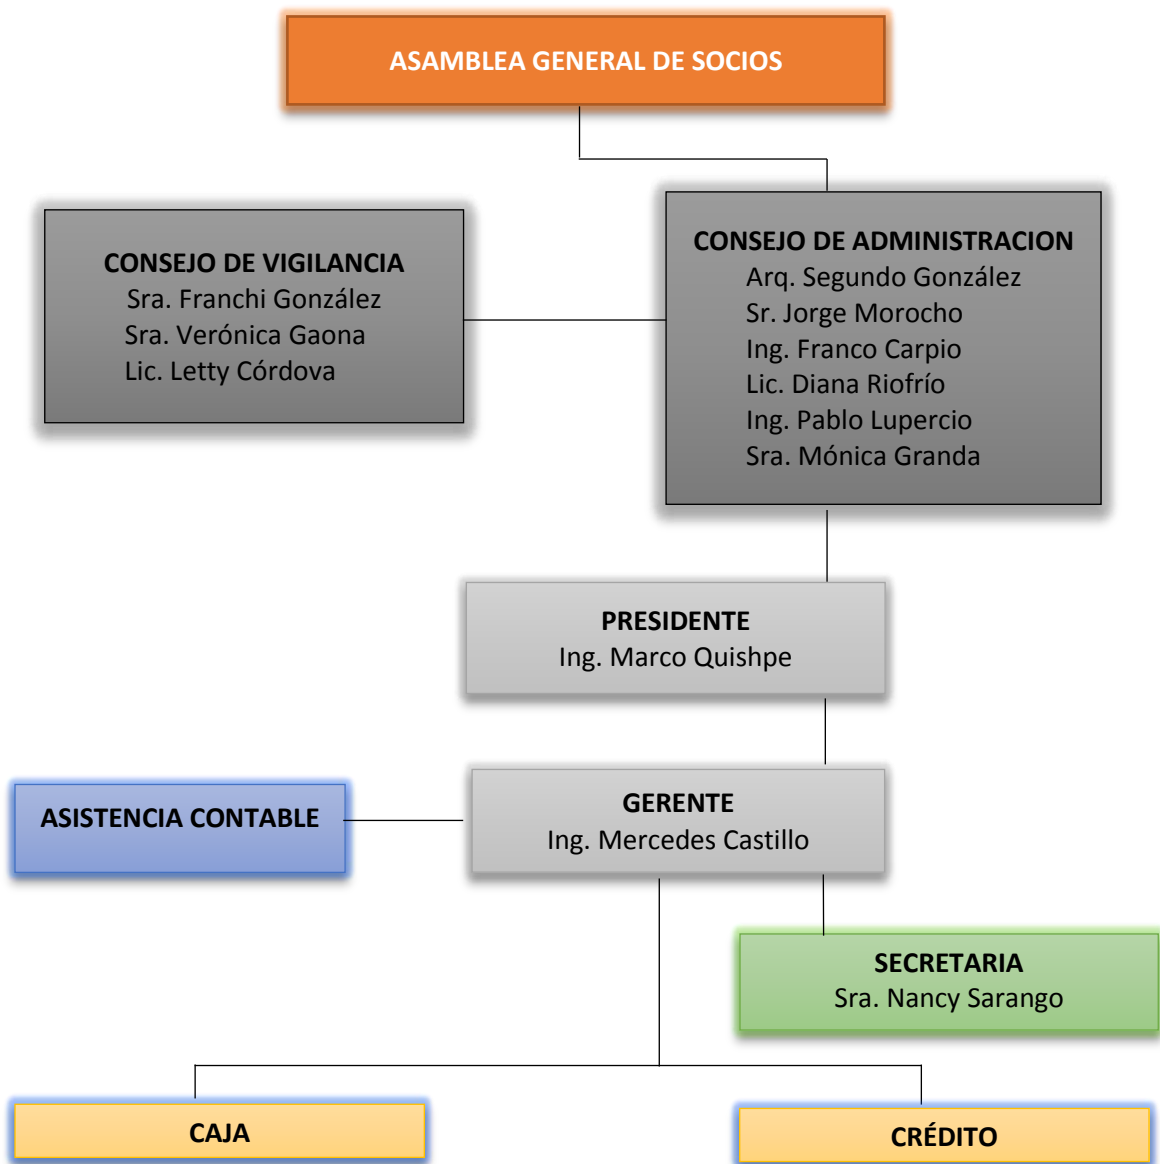 ASAMBLEA GENERAL DE SOCIOS
CONSEJO DE VIGILANCIA
Sra. Franchi González
Sra. Verónica Gaona
Lic. Letty Córdova
CONSEJO DE ADMINISTRACION
Arq. Segundo González
Sr. Jorge Morocho
Ing. Franco Carpio
Lic. Diana Riofrío
Ing. Pablo Lupercio
Sra. Mónica Granda
PRESIDENTE
Ing. Marco Quishpe
ASISTENCIA CONTABLE
GERENTE
Ing. Mercedes Castillo
SECRETARIA
Sra. Nancy Sarango
CAJA
CRÉDITO